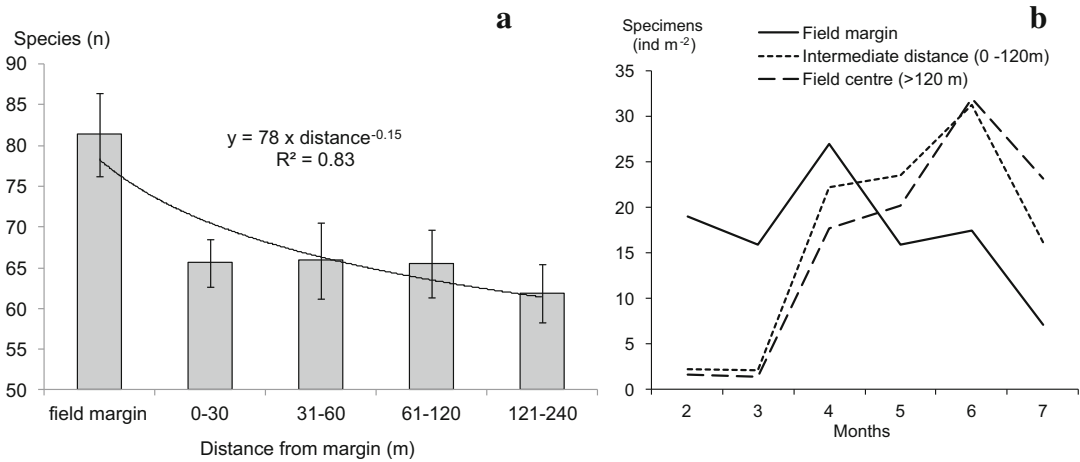 a
Species (n)
90
85
80
75
70
65
60
55
50
y = 78 x distance⁻⁰·¹⁵
R² = 0.83
field margin 0-30 31-60 61-120 121-240
Distance from margin (m)
b
Specimens
(ind m⁻²)
Field margin
Intermediate distance (0 -120m)
Field centre (>120 m)
35
30
25
20
15
10
5
0
2 3 4 5 6 7
Months